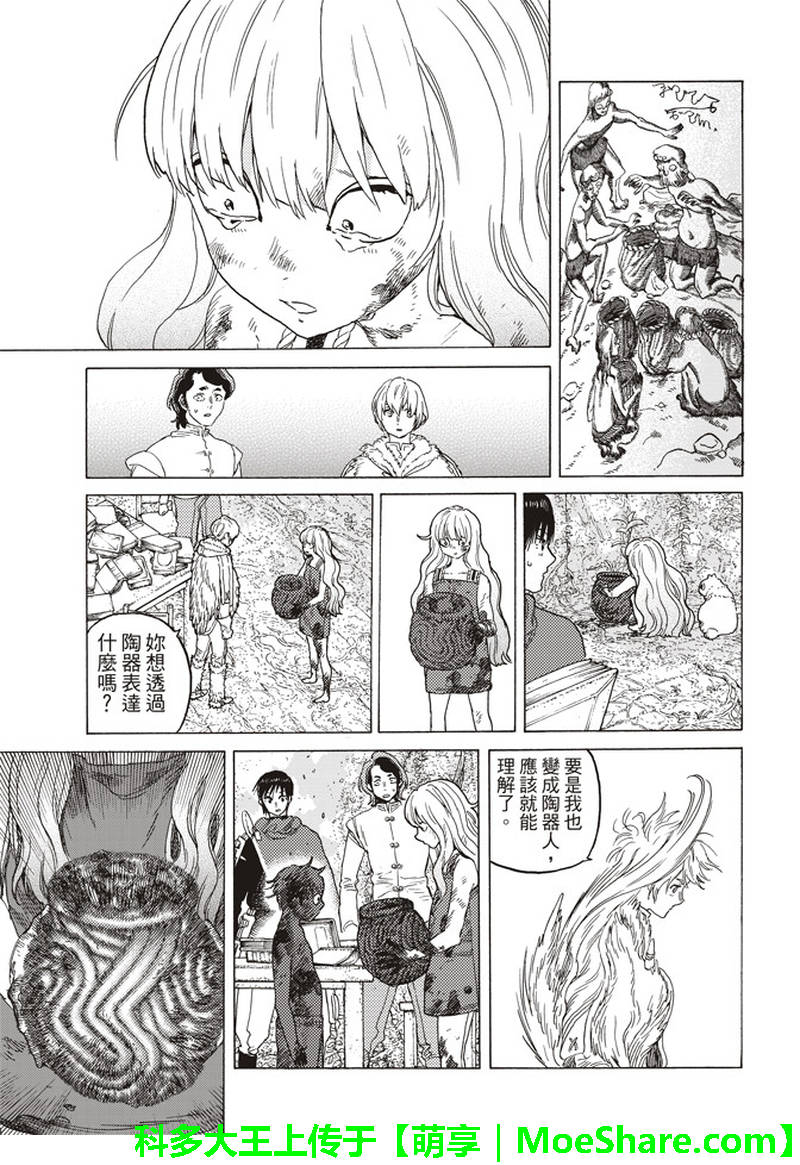 妳想透過
陶器表達
什麼嗎？
要是我也
變成陶器人，
應該就能
理解了。
科多大王上传于【萌享｜MoeShare.com】